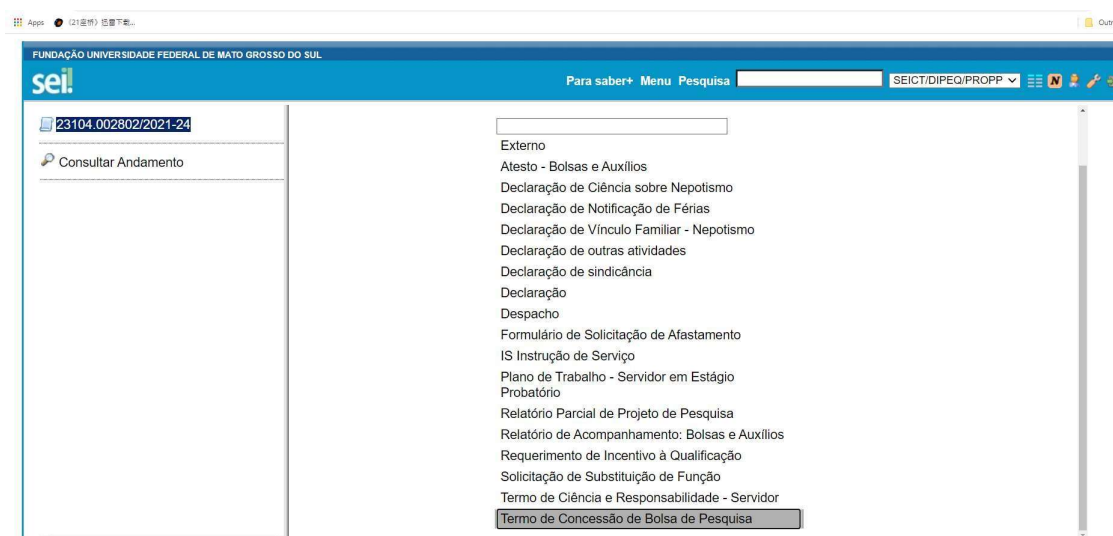 Apps
Outr
FUNDAÇÃO UNIVERSIDADE FEDERAL DE MATO GROSSO DO SUL
sei!
Para saber+ Menu Pesquisa
SEICT/DIPEQ/PROPP
N
23104.002802/2021-24
Consultar Andamento
Externo
Atesto - Bolsas e Auxílios
Declaração de Ciência sobre Nepotismo
Declaração de Notificação de Férias
Declaração de Vínculo Familiar - Nepotismo
Declaração de outras atividades
Declaração de sindicância
Declaração
Despacho
Formulário de Solicitação de Afastamento
IS Instrução de Serviço
Plano de Trabalho - Servidor em Estágio
Probatório
Relatório Parcial de Projeto de Pesquisa
Relatório de Acompanhamento: Bolsas e Auxílios
Requerimento de Incentivo à Qualificação
Solicitação de Substituição de Função
Termo de Ciência e Responsabilidade - Servidor
Termo de Concessão de Bolsa de Pesquisa